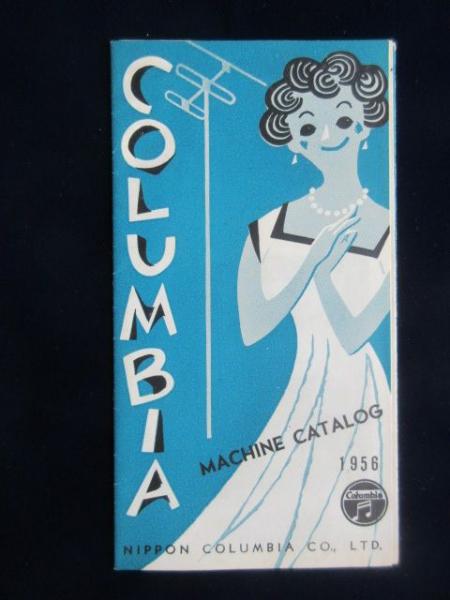 COLUMBIA
MACHINE CATALOG
1956
Columbia
NIPPON COLUMBIA CO., LTD.